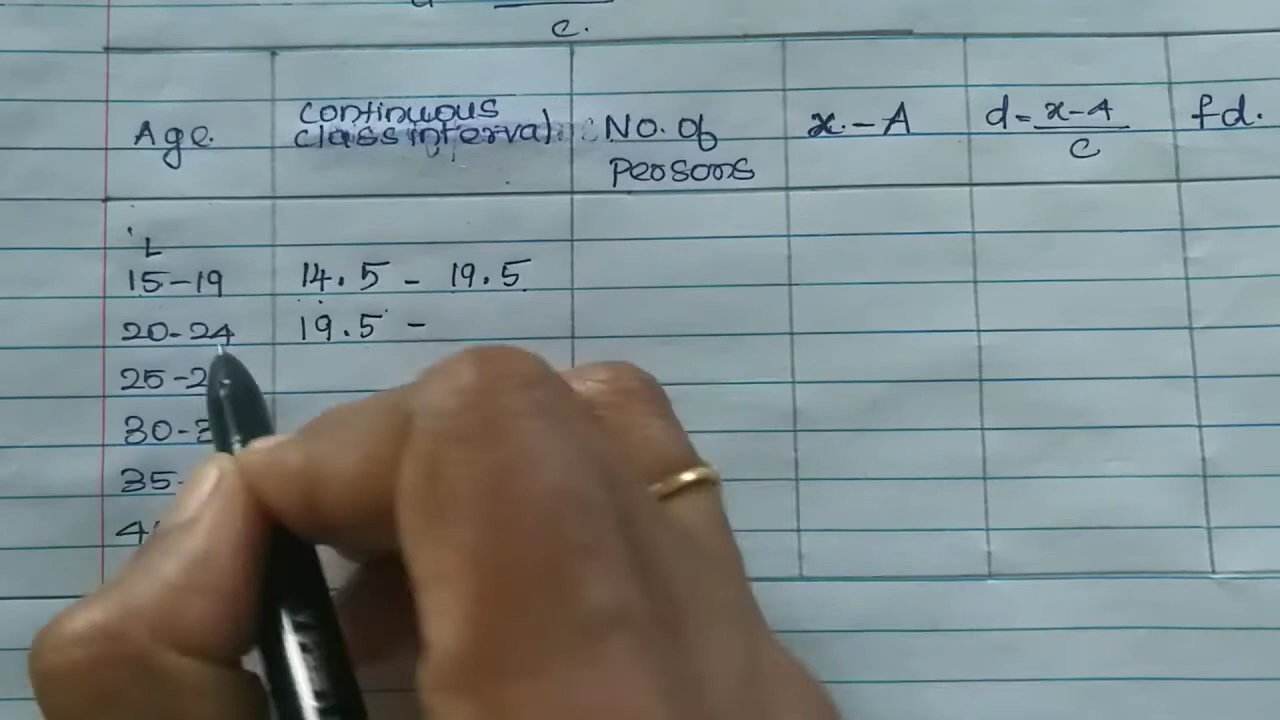 c.
Age. continuous class interval No. of Persons x - A d = x-A / c fd.
15-19 14.5 - 19.5
20-24 19.5 -
25-2
30-
35-